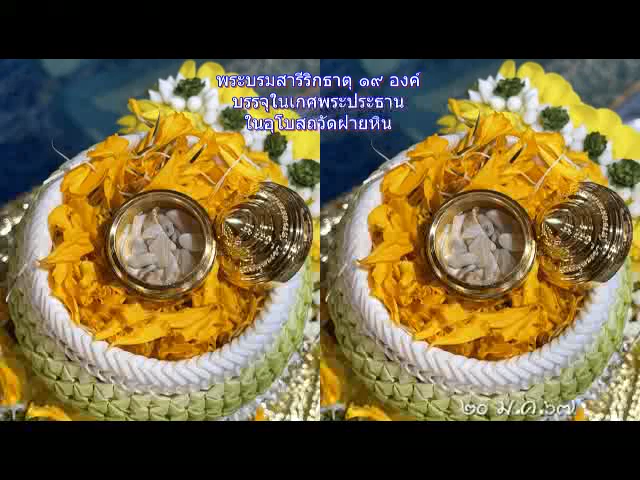 พระบรมสารีริกธาตุ ๑๙ องค์
บรรจุในเกศพระประธาน
ในอุโบสถวัดฝายหิน
๒๐ ม.ค.๖๗